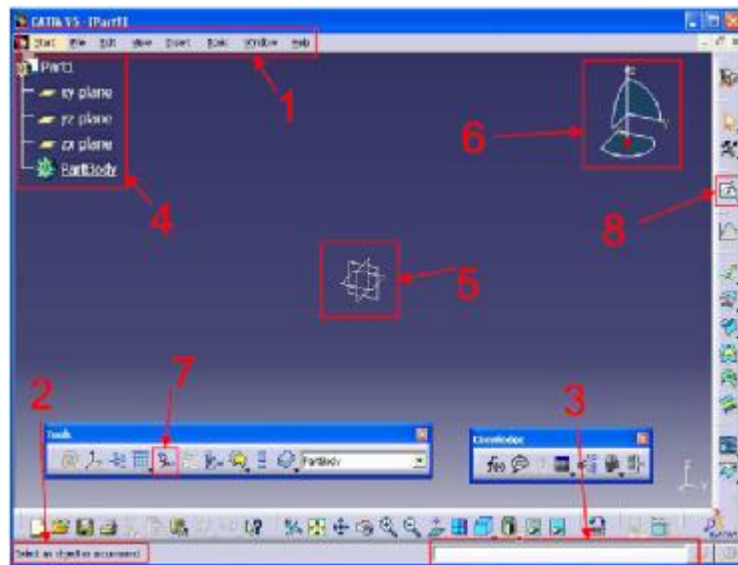 CATIA V5 - [Part1]
Start File Edit View Insert Tools Window Help
Part1
xy plane
yz plane
zx plane
PartBody
1
6
4
8
5
7
2
3
Tools
Knowledge
PartBody
f(x)
Select an object or a command